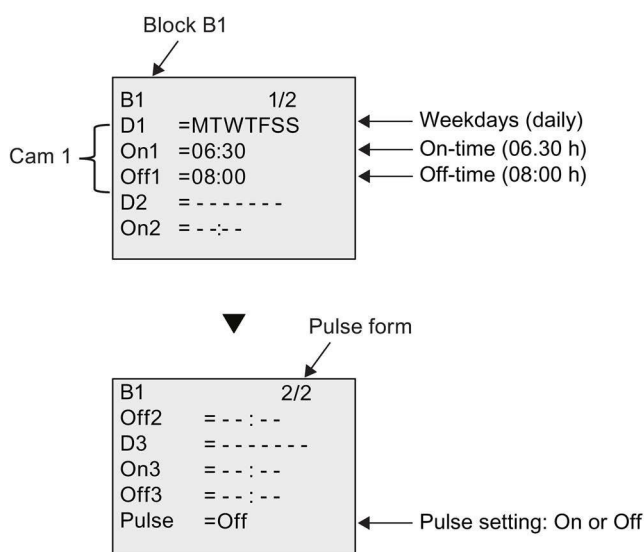 Block B1
B1 1/2
D1 =MTWTFSS Weekdays (daily)
Cam 1 On1 =06:30 On-time (06.30 h)
Off1 =08:00 Off-time (08:00 h)
D2 =- - - - - - -
On2 =- -:- -
Pulse form
B1 2/2
Off2 =- - : - -
D3 =- - - - - - -
On3 =- - : - -
Off3 =- - : - -
Pulse =Off Pulse setting: On or Off